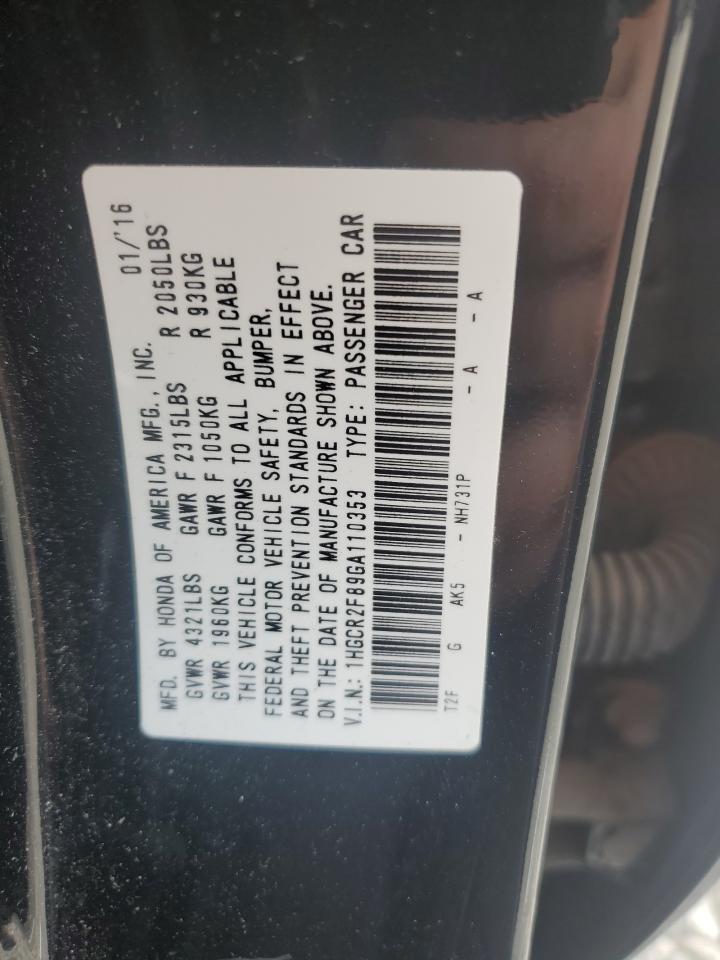 MFD. BY HONDA OF AMERICA MFG., INC. 01/'16
GVWR 4321LBS GAWR F 2315LBS R 2050LBS
GVWR 1960KG GAWR F 1050KG R 930KG
THIS VEHICLE CONFORMS TO ALL APPLICABLE
FEDERAL MOTOR VEHICLE SAFETY, BUMPER,
AND THEFT PREVENTION STANDARDS IN EFFECT
ON THE DATE OF MANUFACTURE SHOWN ABOVE.
V.I.N.: 1HGCR2F89GA110353 TYPE: PASSENGER CAR
T2F G AK5 - NH731P - A - A